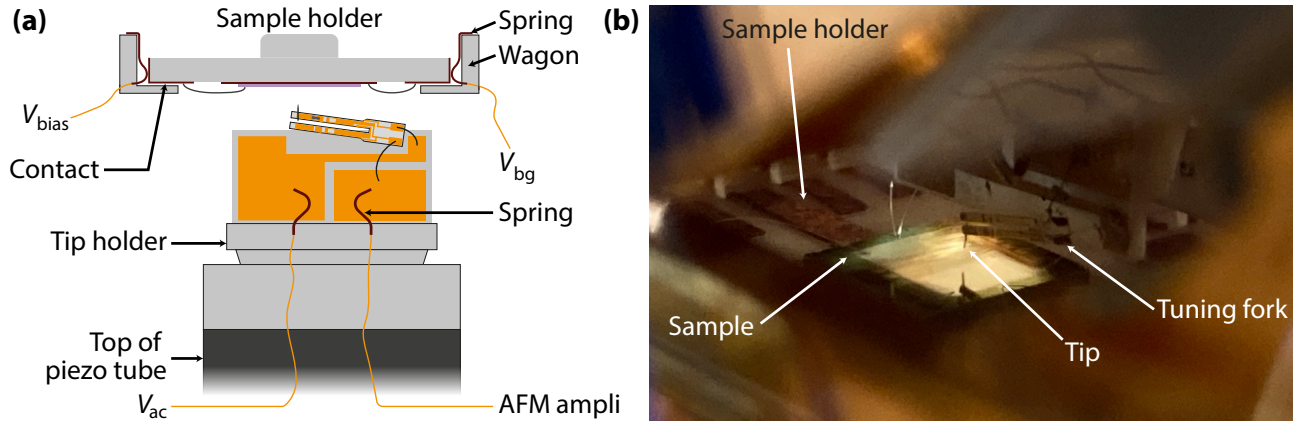 (a)
Sample holder
Spring
Wagon
V_bias
Contact
V_bg
Spring
Tip holder
Top of
piezo tube
V_ac
AFM ampli
(b)
Sample holder
Sample
Tip
Tuning fork